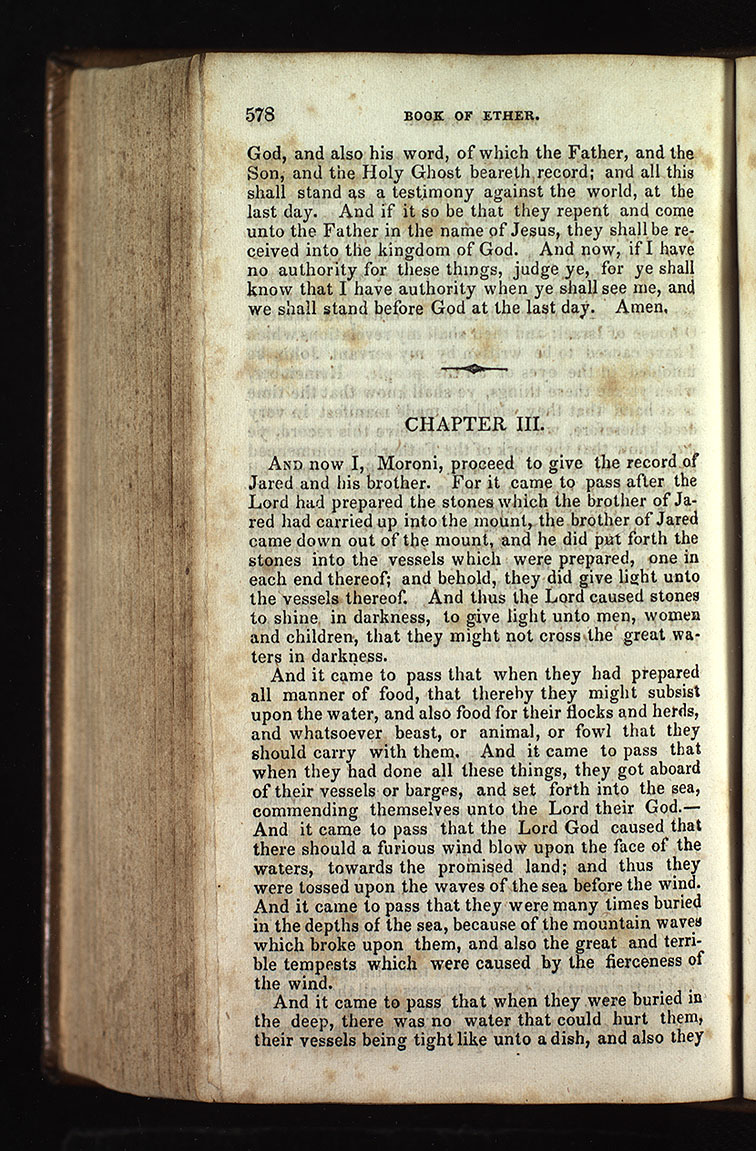 578 BOOK OF ETHER.
God, and also his word, of which the Father, and the
Son, and the Holy Ghost beareth record; and all this
shall stand as a testimony against the world, at the
last day. And if it so be that they repent and come
unto the Father in the name of Jesus, they shall be re-
ceived into the kingdom of God. And now, if I have
no authority for these things, judge ye, for ye shall
know that I have authority when ye shall see me, and
we shall stand before God at the last day. Amen.
CHAPTER III.
AND now I, Moroni, proceed to give the record of
Jared and his brother. For it came to pass after the
Lord had prepared the stones which the brother of Ja-
red had carried up into the mount, the brother of Jared
came down out of the mount, and he did put forth the
stones into the vessels which were prepared, one in
each end thereof; and behold, they did give light unto
the vessels thereof. And thus the Lord caused stones
to shine in darkness, to give light unto men, women
and children, that they might not cross the great wa-
ters in darkness.
And it came to pass that when they had prepared
all manner of food, that thereby they might subsist
upon the water, and also food for their flocks and herds,
and whatsoever beast, or animal, or fowl that they
should carry with them. And it came to pass that
when they had done all these things, they got aboard
of their vessels or barges, and set forth into the sea,
commending themselves unto the Lord their God.—
And it came to pass that the Lord God caused that
there should a furious wind blow upon the face of the
waters, towards the promised land; and thus they
were tossed upon the waves of the sea before the wind.
And it came to pass that they were many times buried
in the depths of the sea, because of the mountain waves
which broke upon them, and also the great and terri-
ble tempests which were caused by the fierceness of
the wind.
And it came to pass that when they were buried in
the deep, there was no water that could hurt them,
their vessels being tight like unto a dish, and also they